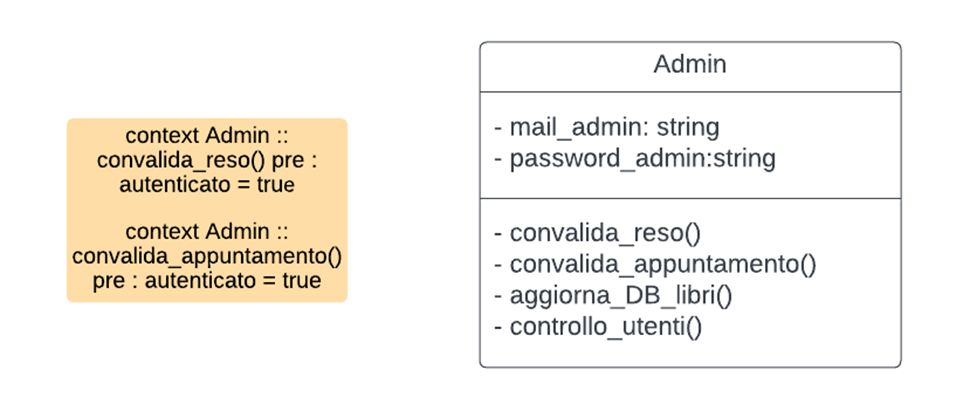 context Admin ::
convalida_reso() pre :
autenticato = true
context Admin ::
convalida_appuntamento()
pre : autenticato = true
Admin
- mail_admin: string
- password_admin:string
- convalida_reso()
- convalida_appuntamento()
- aggiorna_DB_libri()
- controllo_utenti()